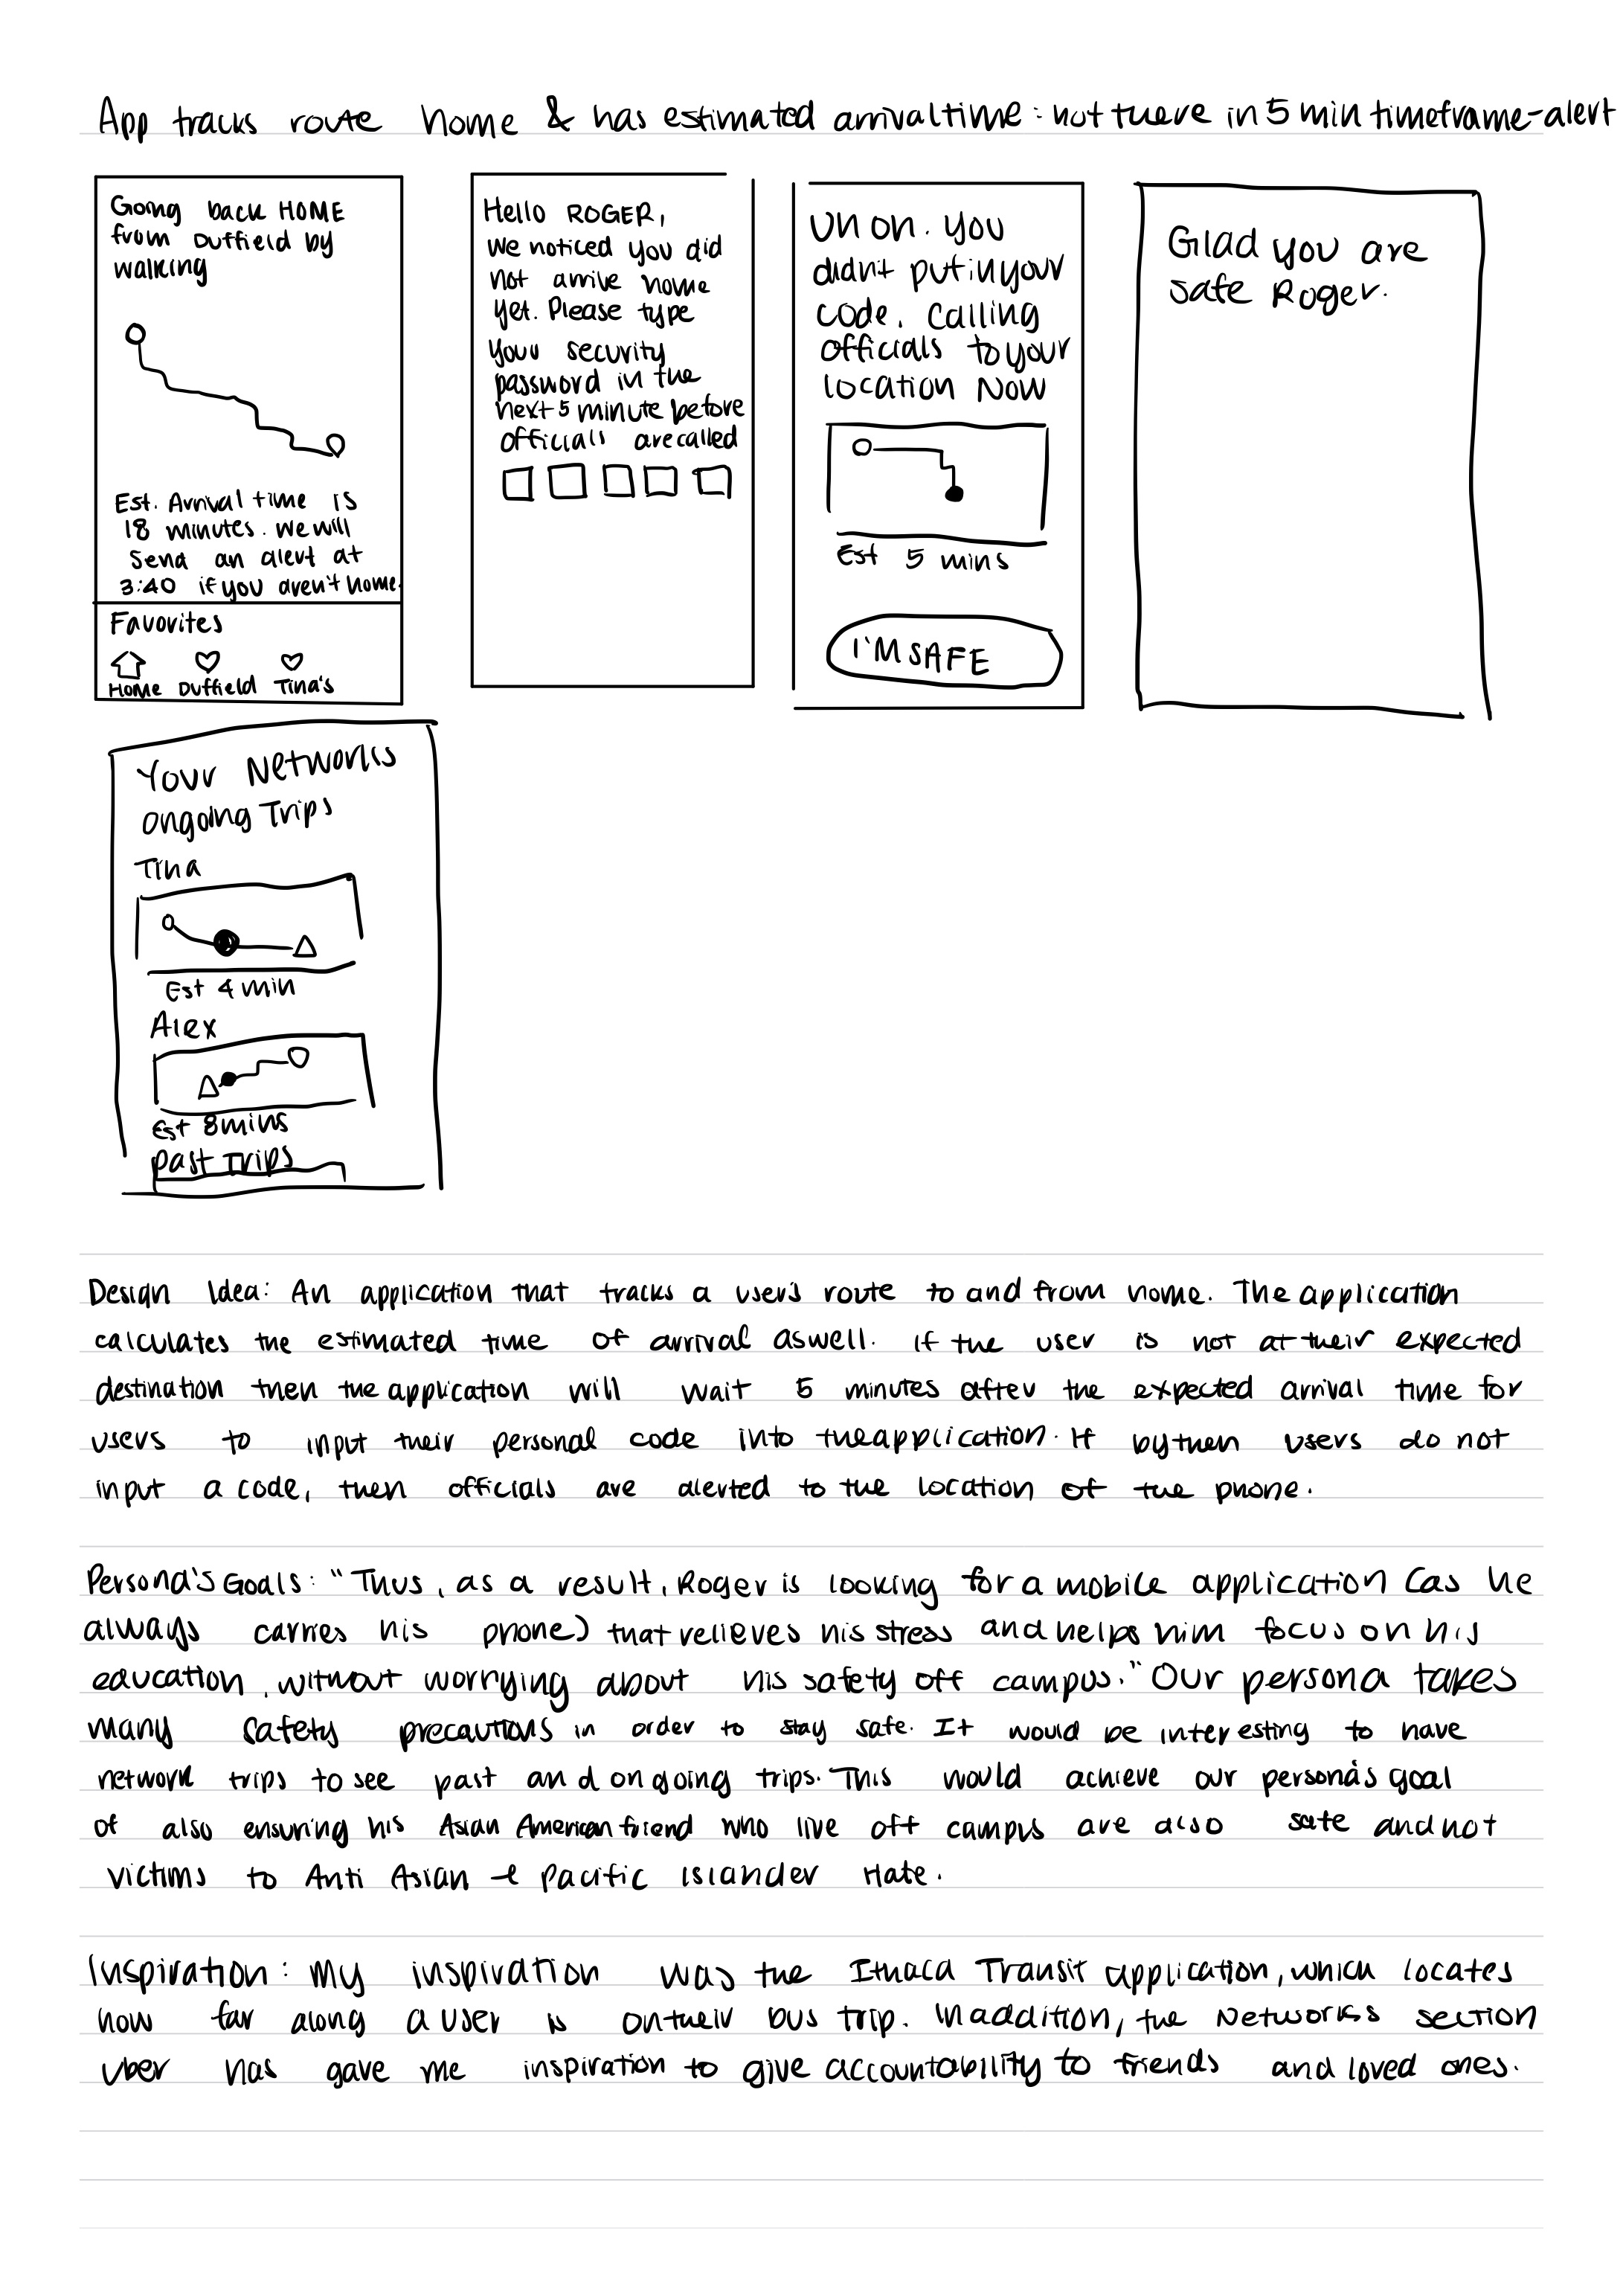 App tracks route home & has estimated arrival time: not there in 5 min timeframe-alert
Going back HOME
from Duffield by
walking
Est. Arrival time is
18 minutes. We will
Send an alert at
3:40 if you aren't home.
Favorites
Home Duffield Tina's
Hello ROGER,
we noticed you did
not arrive home
yet. Please type
your security
password in the
next 5 minute before
officials are called
Uh oh. You
didn't put in your
code. Calling
officials to your
location NOW
Est 5 mins
I'M SAFE
Glad you are
safe Roger.
Your Networks
ongoing Trips
Tina
Est 4 min
Alex
Est 8 mins
Past Trips
Design Idea: An application that tracks a user's route to and from home. The application
calculates the estimated time of arrival aswell. If the user is not at their expected
destination then the application will wait 5 minutes after the expected arrival time for
users to input their personal code into the application. If by then users do not
input a code, then officials are alerted to the location of the phone.
Persona's Goals: "Thus, as a result, Roger is looking for a mobile application (as he
always carries his phone) that relieves his stress and helps him focus on his
education, without worrying about his safety off campus." Our persona takes
many safety precautions in order to stay safe. It would be interesting to have
network trips to see past and ongoing trips. This would achieve our persona's goal
of also ensuring his Asian American friend who live off campus are also safe and not
victims to Anti Asian & Pacific Islander Hate.
Inspiration: My inspiration was the Ithaca Transit application, which locates
how far along a user is on their bus trip. In addition, the Networks section
Uber has gave me inspiration to give accountability to friends and loved ones.